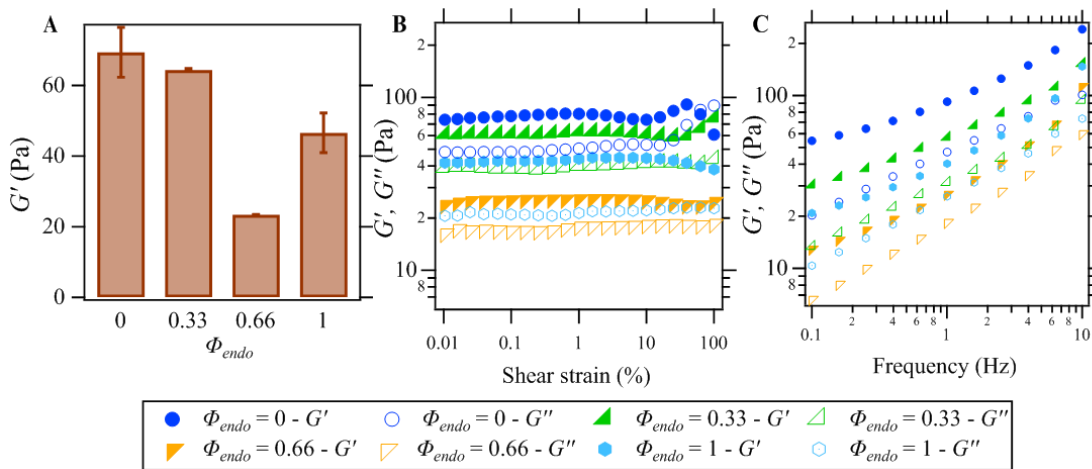 A
G' (Pa)
60
40
20
0
0 0.33 0.66 1
Φendo
B
G', G'' (Pa)
2
100
8
6
4
2
10
8
0.01 0.1 1 10 100
Shear strain (%)
C
G', G'' (Pa)
2
100
8
6
4
2
10
8
0.1 2 4 6 8 1 2 4 6 8 10
Frequency (Hz)
Φendo = 0 - G' Φendo = 0 - G'' Φendo = 0.33 - G' Φendo = 0.33 - G''
Φendo = 0.66 - G' Φendo = 0.66 - G'' Φendo = 1 - G' Φendo = 1 - G''